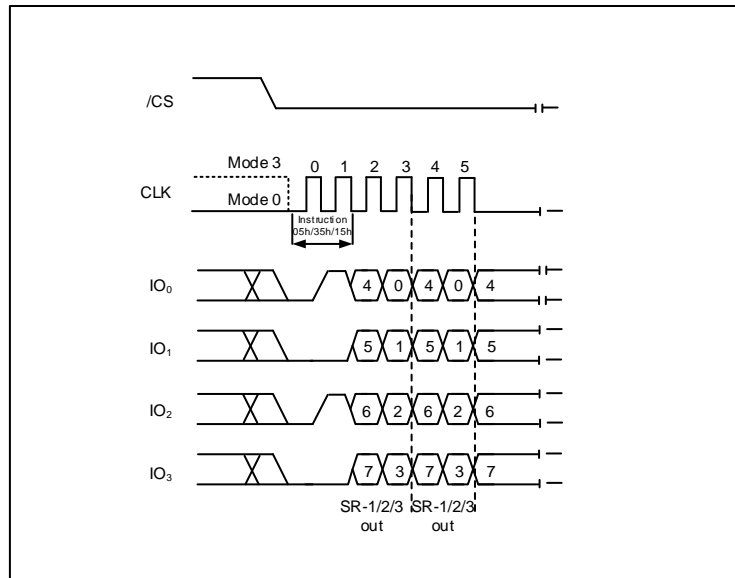 /CS
Mode 3 0 1 2 3 4 5
CLK
Mode 0
Instruction
05h/35h/15h
IO₀ 4 0 4 0 4
IO₁ 5 1 5 1 5
IO₂ 6 2 6 2 6
IO₃ 7 3 7 3 7
SR-1/2/3 SR-1/2/3
out out